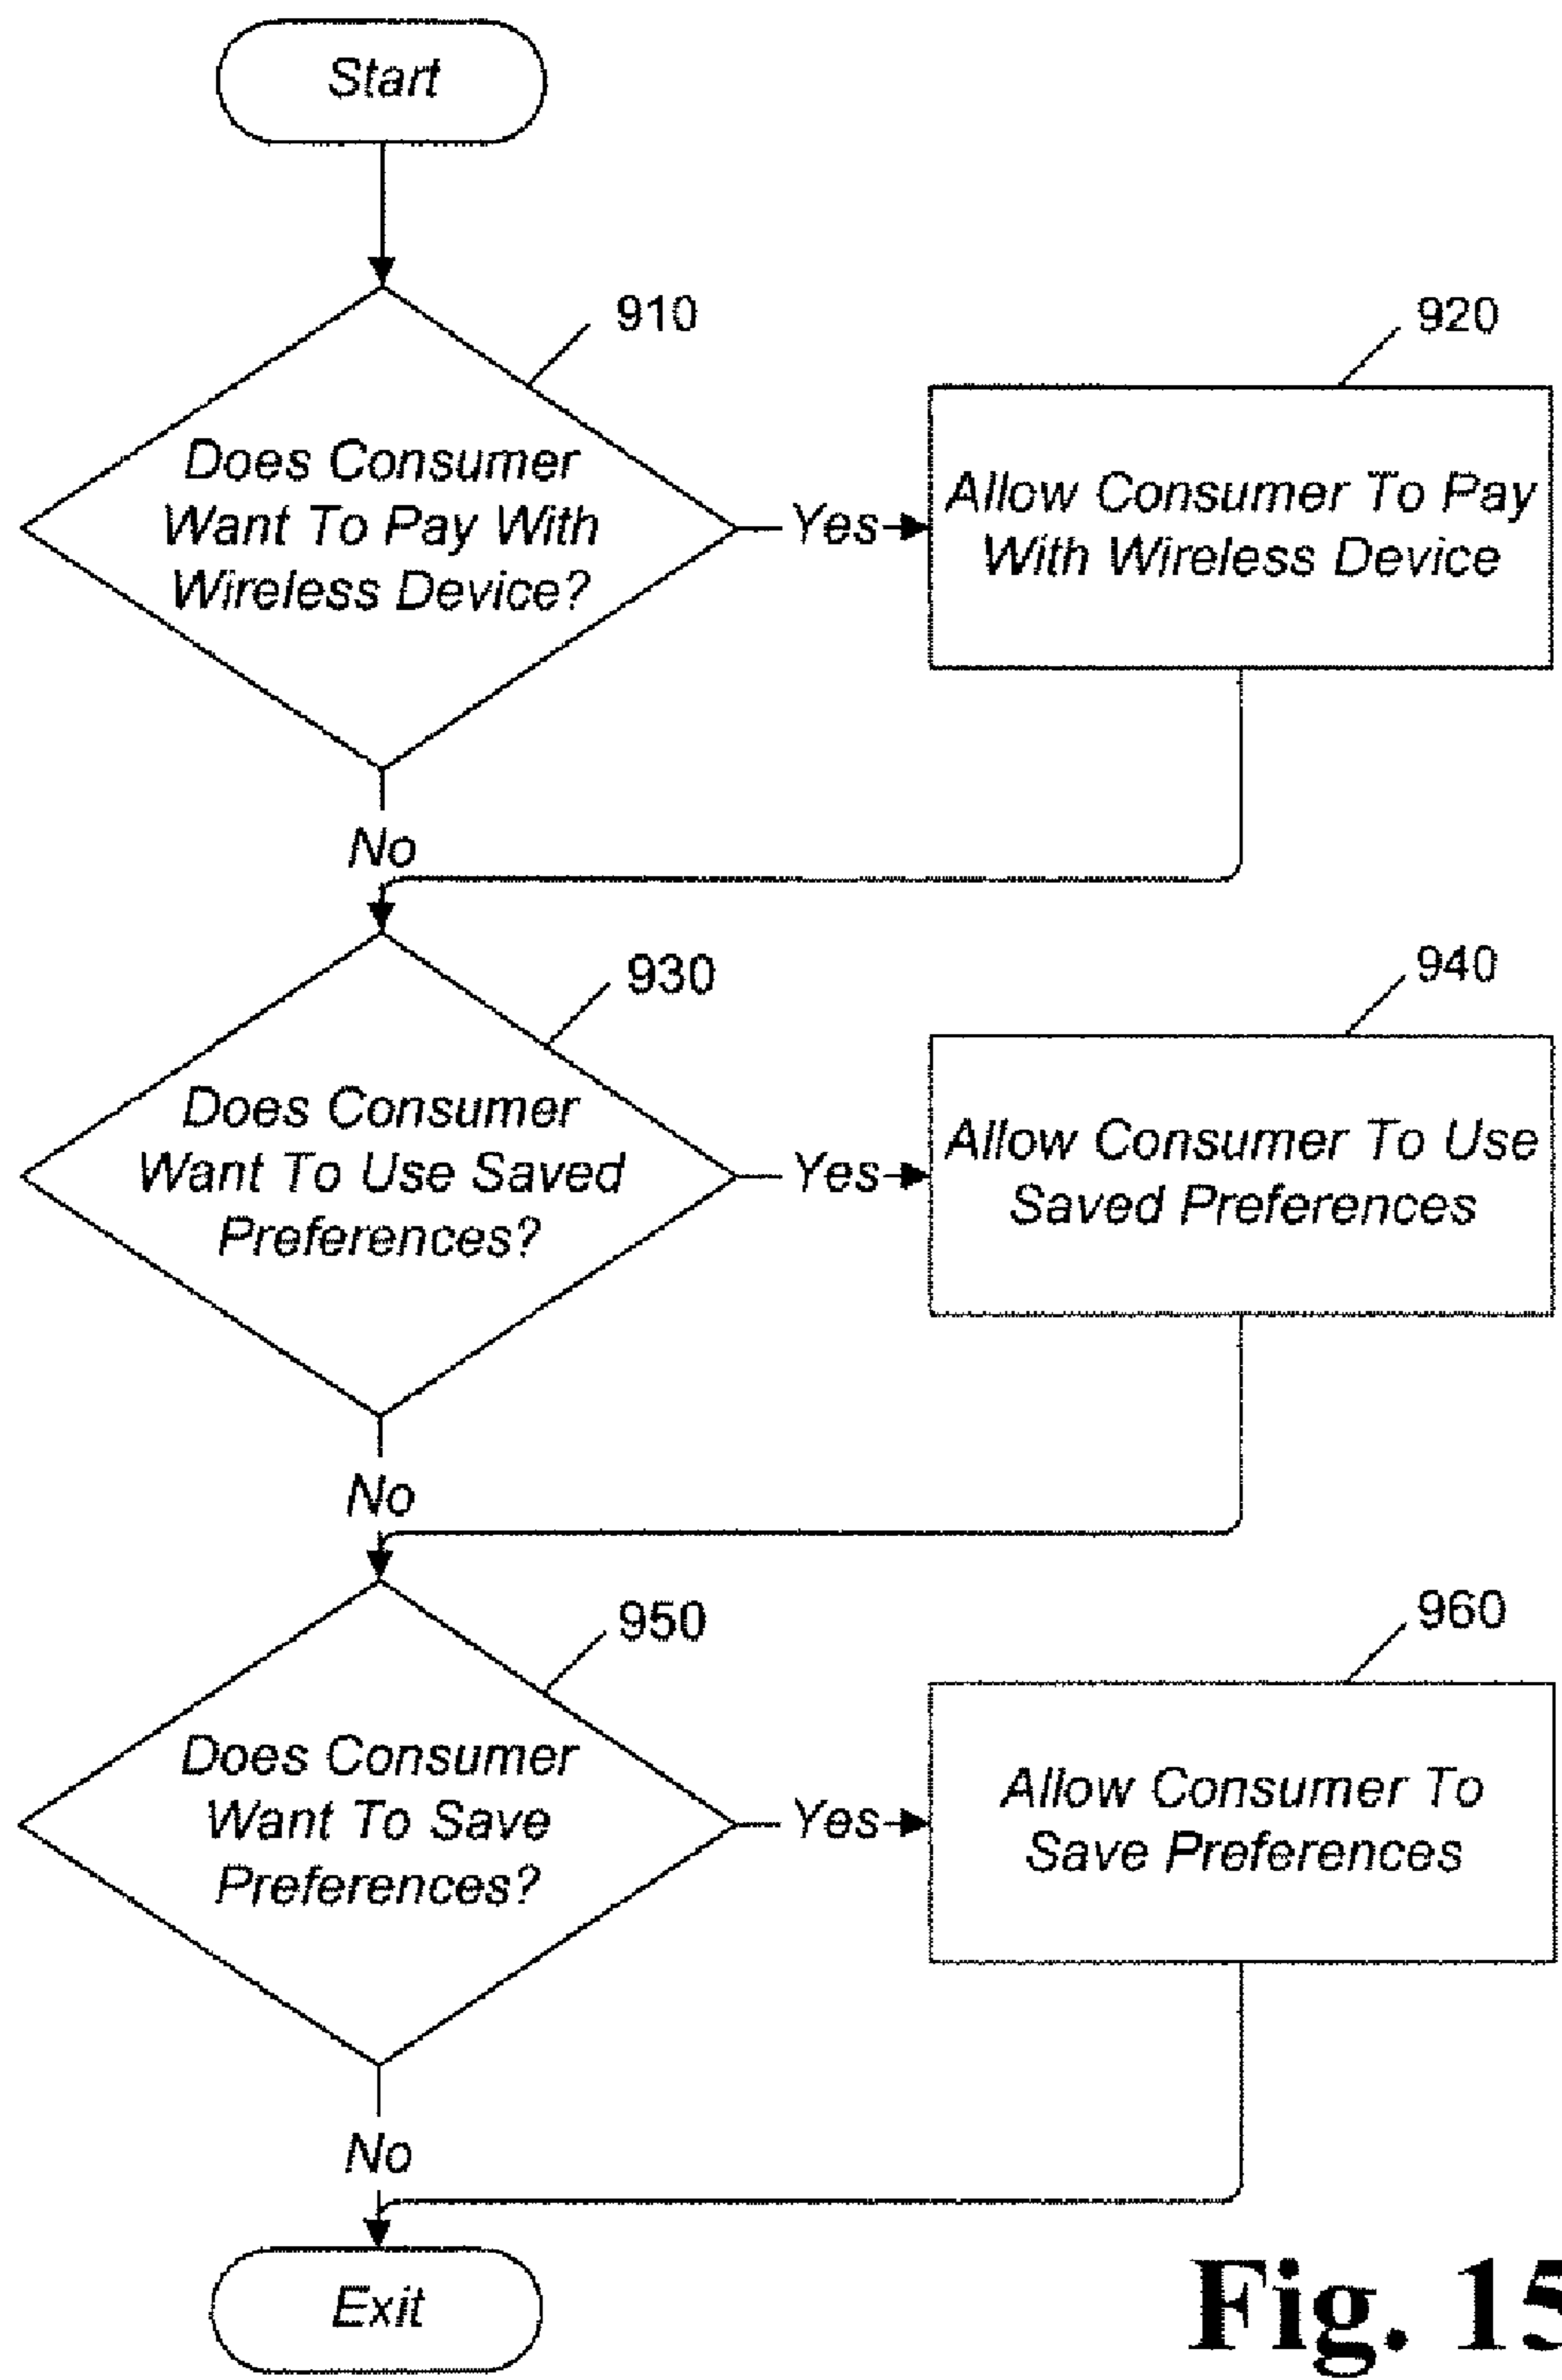 Start
910
920
Does Consumer
Want To Pay With
Wireless Device?
Yes
Allow Consumer To Pay
With Wireless Device
No
930
940
Does Consumer
Want To Use Saved
Preferences?
Yes
Allow Consumer To Use
Saved Preferences
No
950
960
Does Consumer
Want To Save
Preferences?
Yes
Allow Consumer To
Save Preferences
No
Exit
Fig. 15